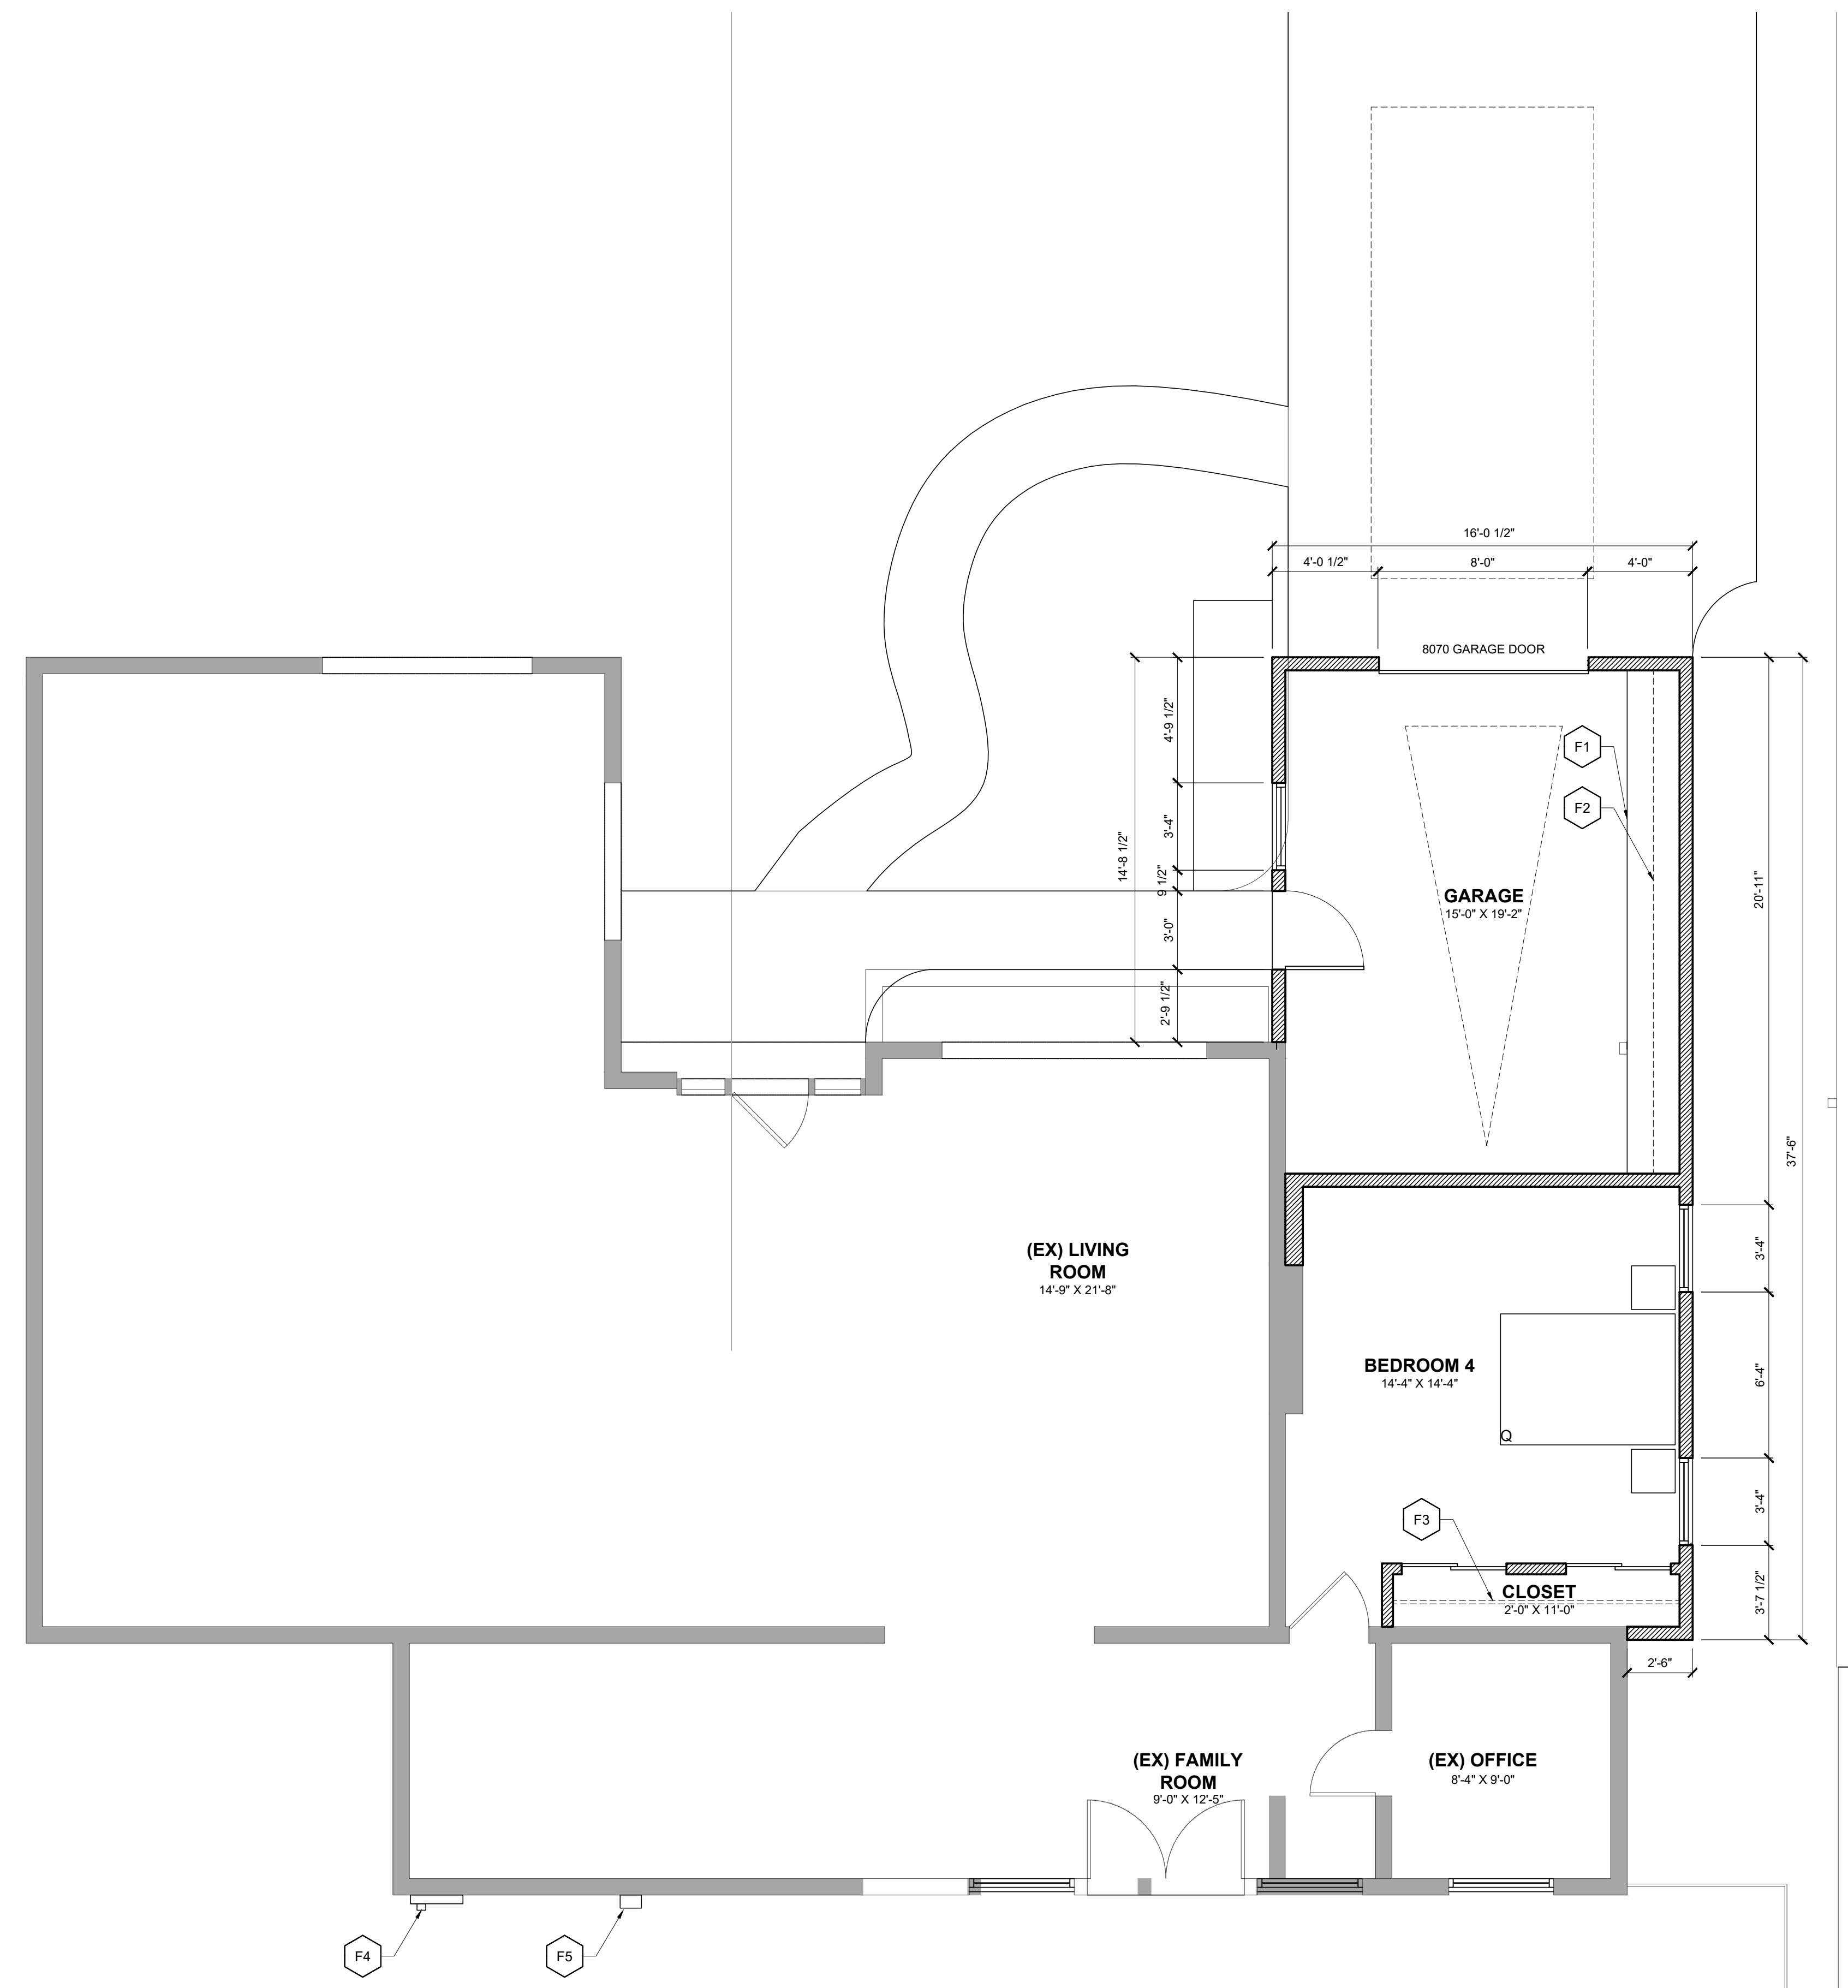 16'-0 1/2"
4'-0 1/2"
8'-0"
4'-0"
8070 GARAGE DOOR
4'-9 1/2"
F1
F2
3'-4"
14'-8 1/2"
9 1/2"
GARAGE
15'-0" X 19'-2"
20'-11"
3'-0"
2'-9 1/2"
37'-6"
(EX) LIVING
ROOM
14'-9" X 21'-8"
3'-4"
BEDROOM 4
14'-4" X 14'-4"
6'-4"
Q
3'-4"
F3
CLOSET
2'-0" X 11'-0"
3'-7 1/2"
2'-6"
(EX) FAMILY
ROOM
9'-0" X 12'-5"
(EX) OFFICE
8'-4" X 9'-0"
F4
F5